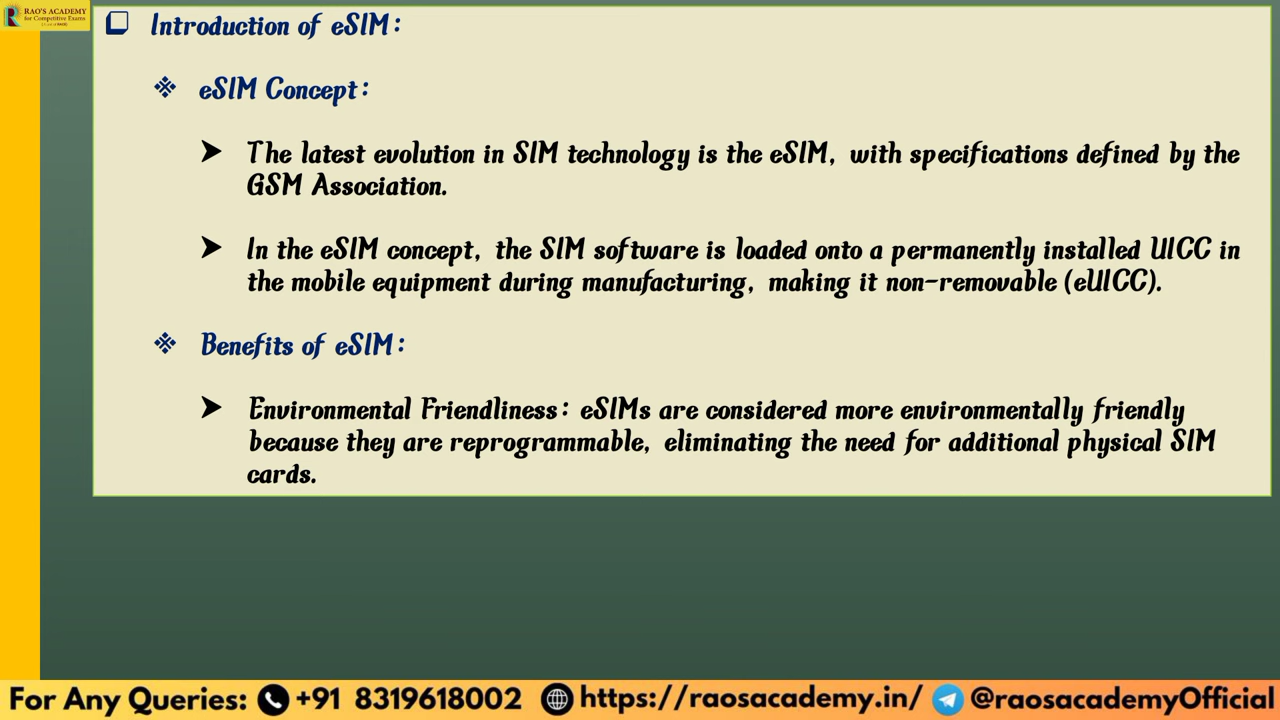 RAO'S ACADEMY
for Competitive Exams
Introduction of eSIM:
eSIM Concept:
The latest evolution in SIM technology is the eSIM, with specifications defined by the
GSM Association.
In the eSIM concept, the SIM software is loaded onto a permanently installed UICC in
the mobile equipment during manufacturing, making it non-removable (eUICC).
Benefits of eSIM:
Environmental Friendliness: eSIMs are considered more environmentally friendly
because they are reprogrammable, eliminating the need for additional physical SIM
cards.
For Any Queries: +91 8319618002 https://raosacademy.in/ @raosacademyOfficial